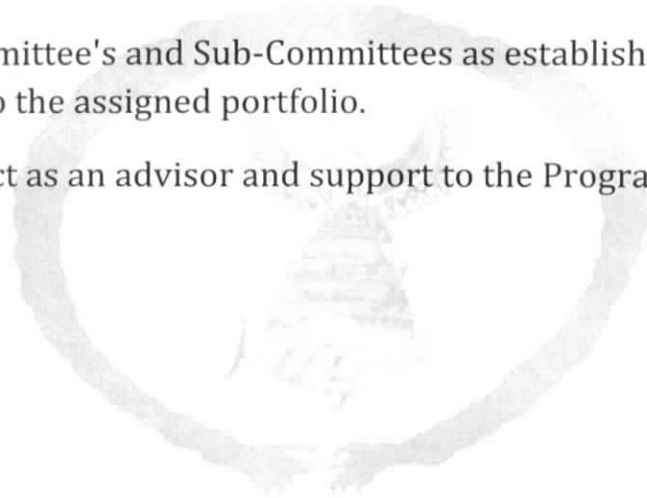 mittee's and Sub-Committees as establish
the assigned portfolio.
as an advisor and support to the Progra